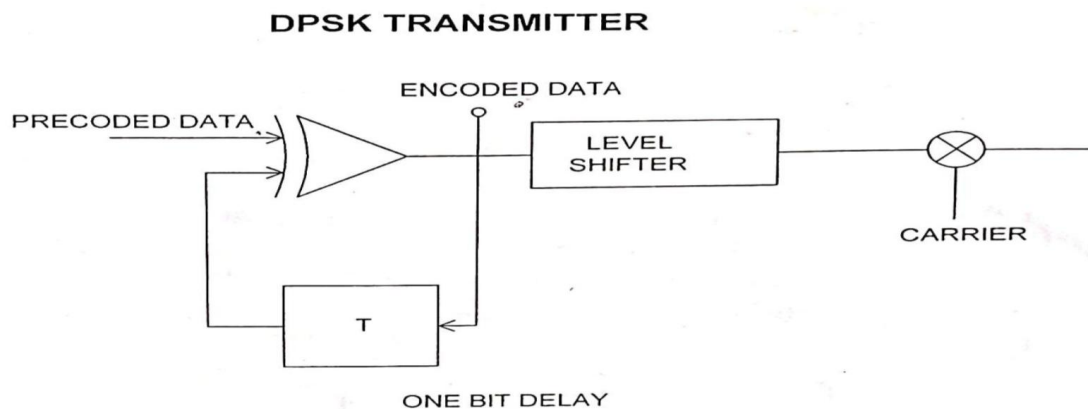 DPSK TRANSMITTER
ENCODED DATA
PRECODED DATA
LEVEL
SHIFTER
CARRIER
T
ONE BIT DELAY